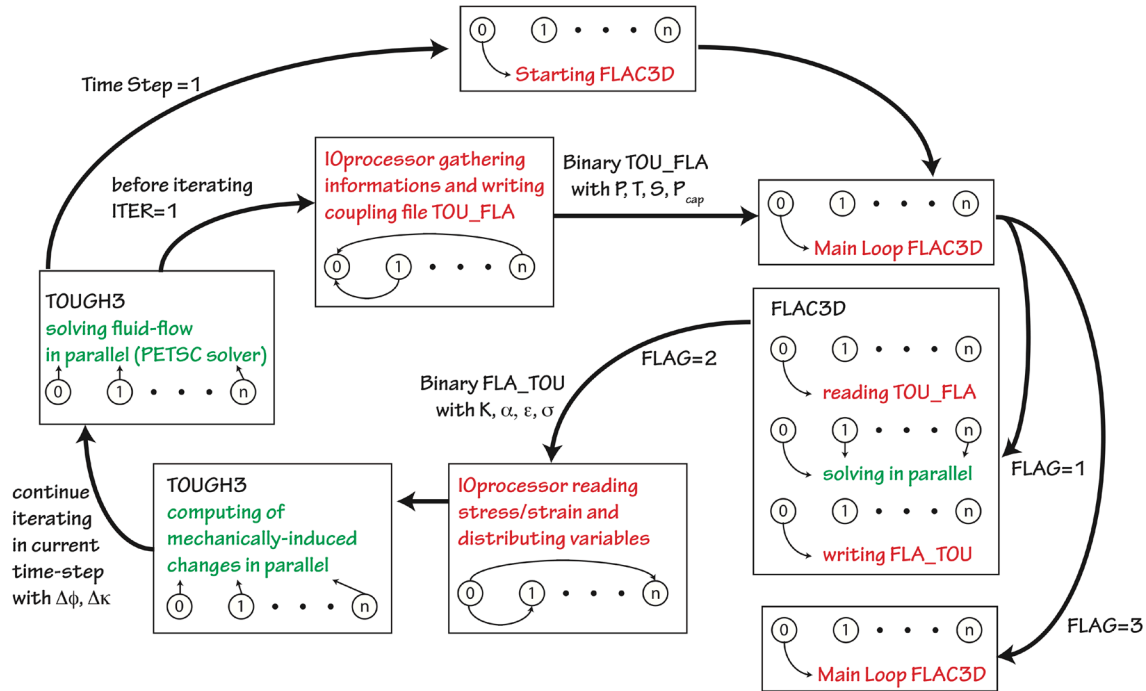 0 1 • • • n
Starting FLAC3D
Time Step =1
before iterating
ITER=1
IOprocessor gathering
informations and writing
coupling file TOU_FLA
0 1 • • • • n
Binary TOU_FLA
with P, T, S, P_cap
0 1 • • • • n
Main Loop FLAC3D
TOUGH3
solving fluid-flow
in parallel (PETSC solver)
0 1 • • • • n
FLAC3D
0 1 • • • • n
reading TOU_FLA
0 1 • • • • n
solving in parallel
0 1 • • • • n
writing FLA_TOU
FLAG=2
FLAG=1
Binary FLA_TOU
with K, α, ε, σ
IOprocessor reading
stress/strain and
distributing variables
0 1 • • • • n
TOUGH3
computing of
mechanically-induced
changes in parallel
0 1 • • • • n
continue
iterating
in current
time-step
with Δϕ, Δκ
FLAG=3
0 1 • • • • n
Main Loop FLAC3D